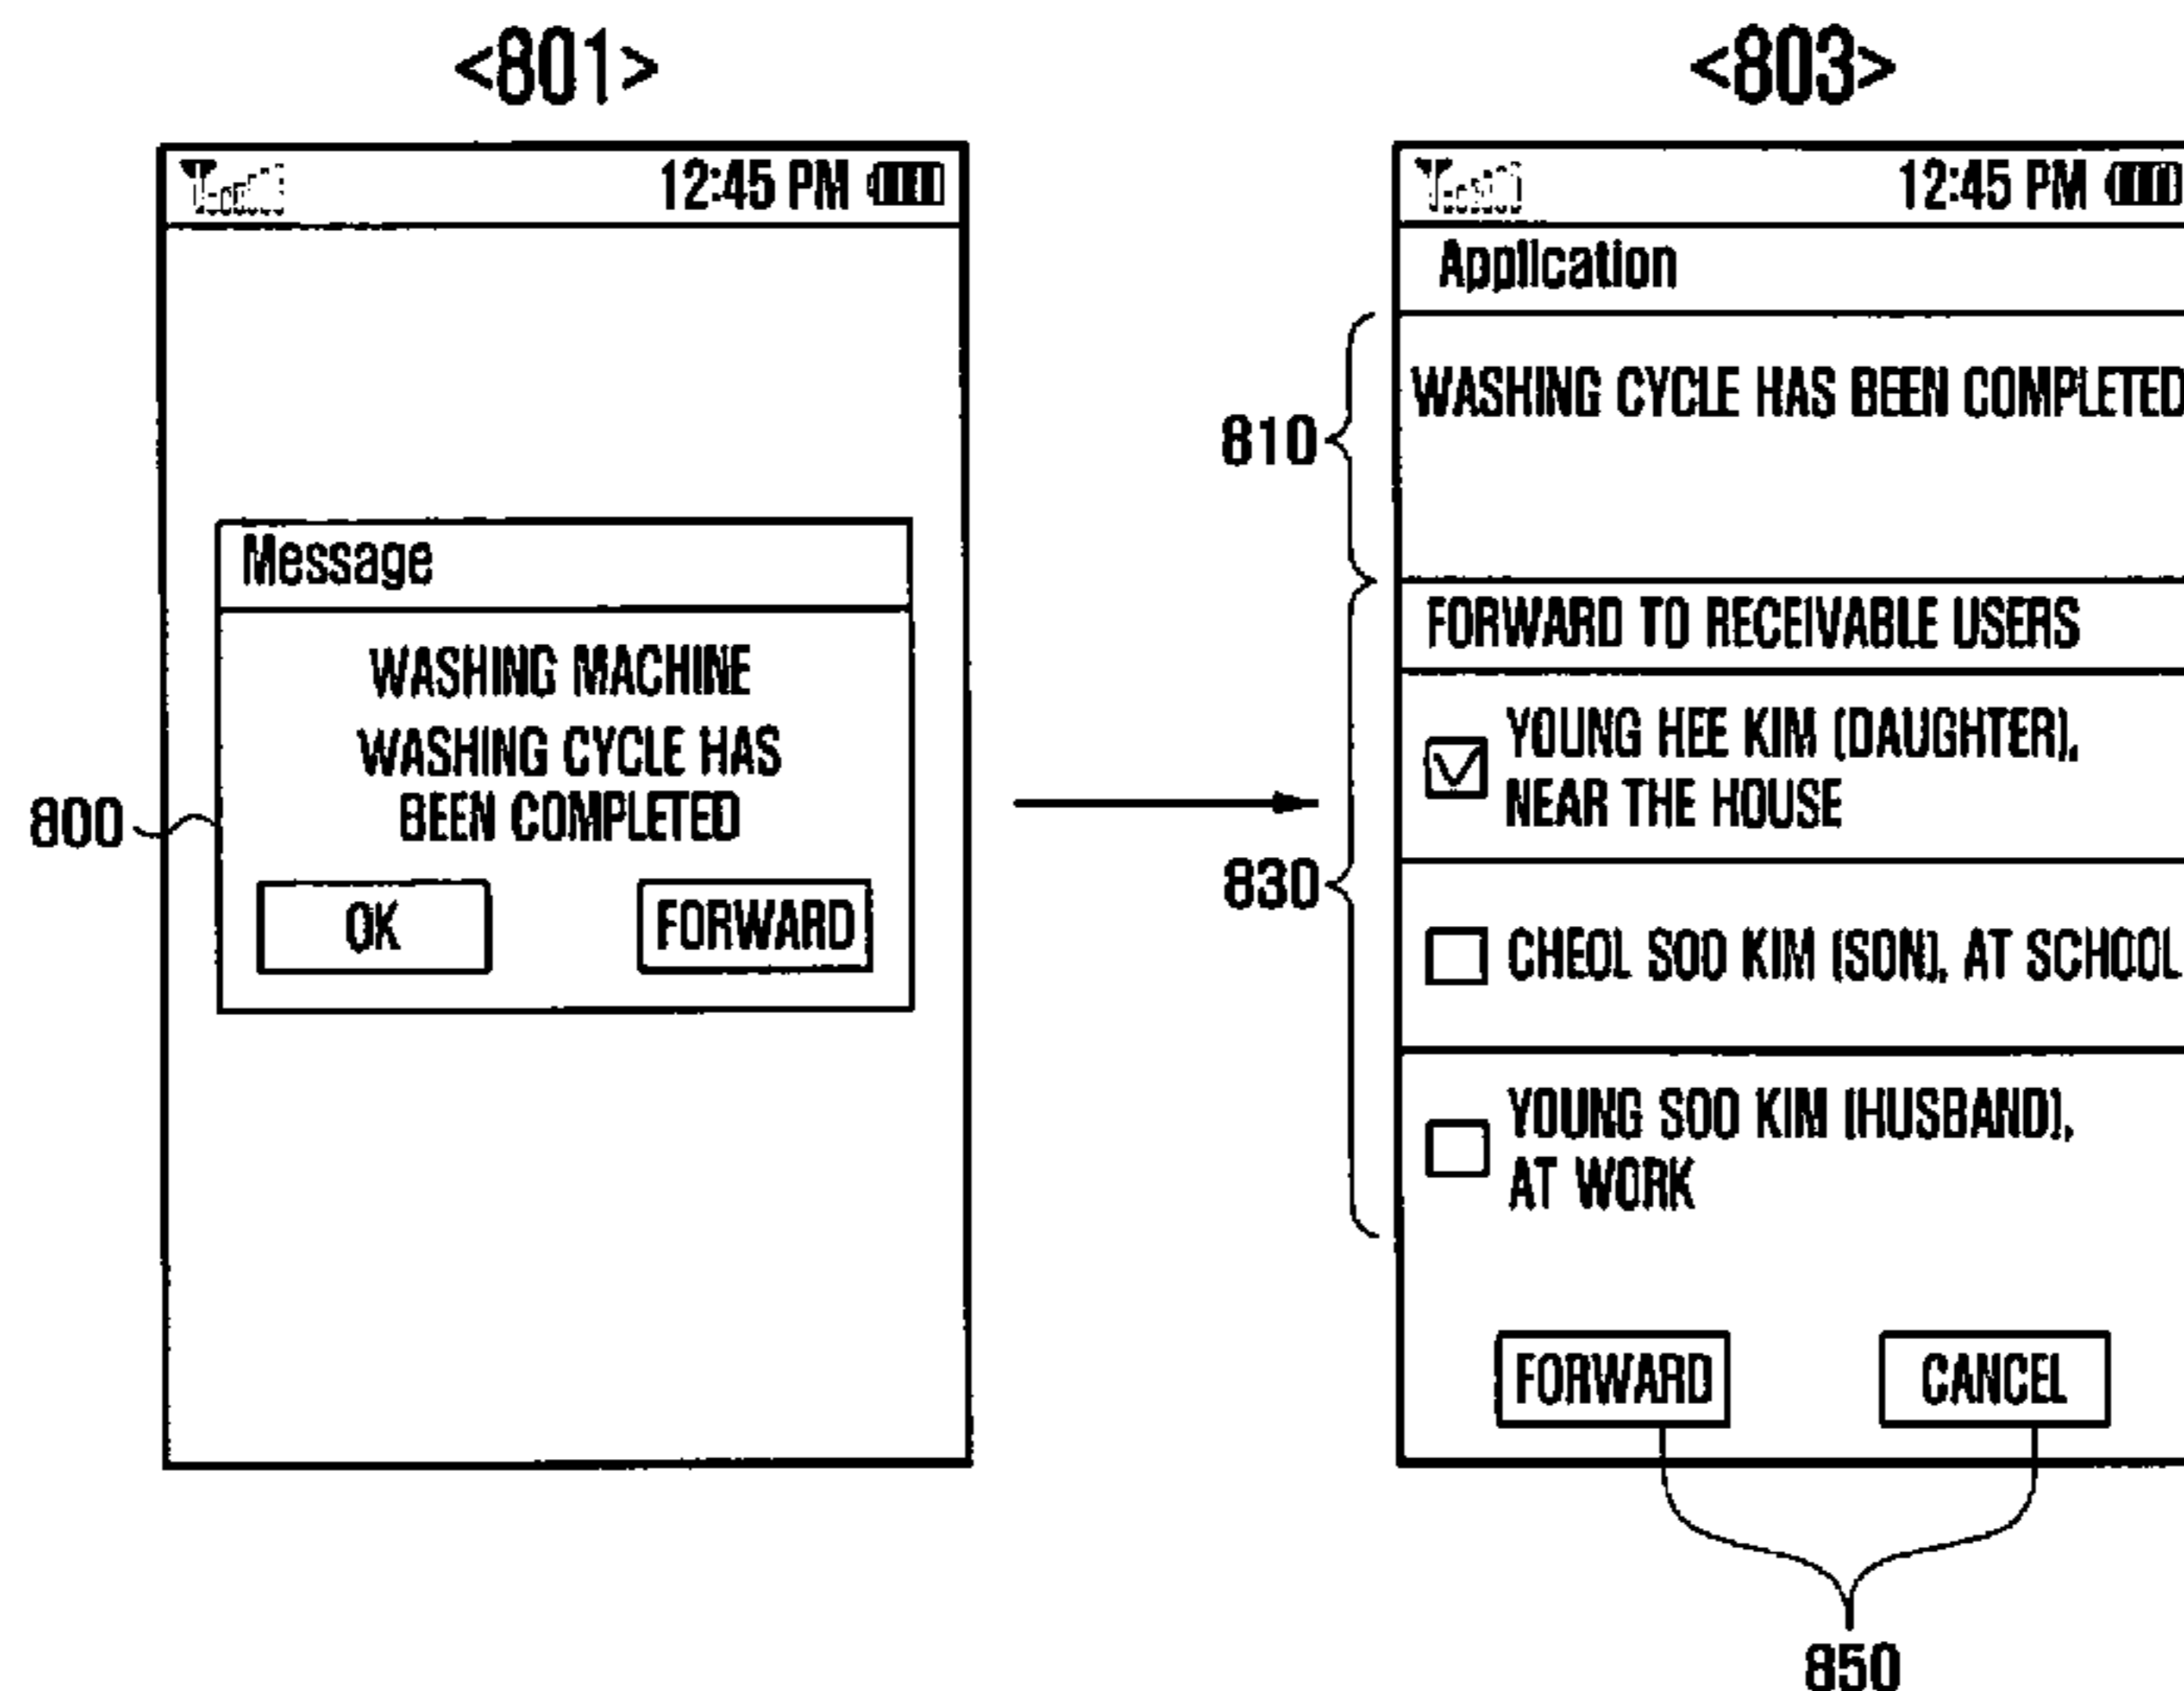 <801>
12:45 PM
Message
WASHING MACHINE
WASHING CYCLE HAS
BEEN COMPLETED
800
OK
FORWARD
<803>
12:45 PM
Application
WASHING CYCLE HAS BEEN COMPLETED
810
FORWARD TO RECEIVABLE USERS
YOUNG HEE KIM (DAUGHTER),
NEAR THE HOUSE
830
CHEOL SOO KIM (SON), AT SCHOOL
YOUNG SOO KIM (HUSBAND),
AT WORK
FORWARD
CANCEL
850